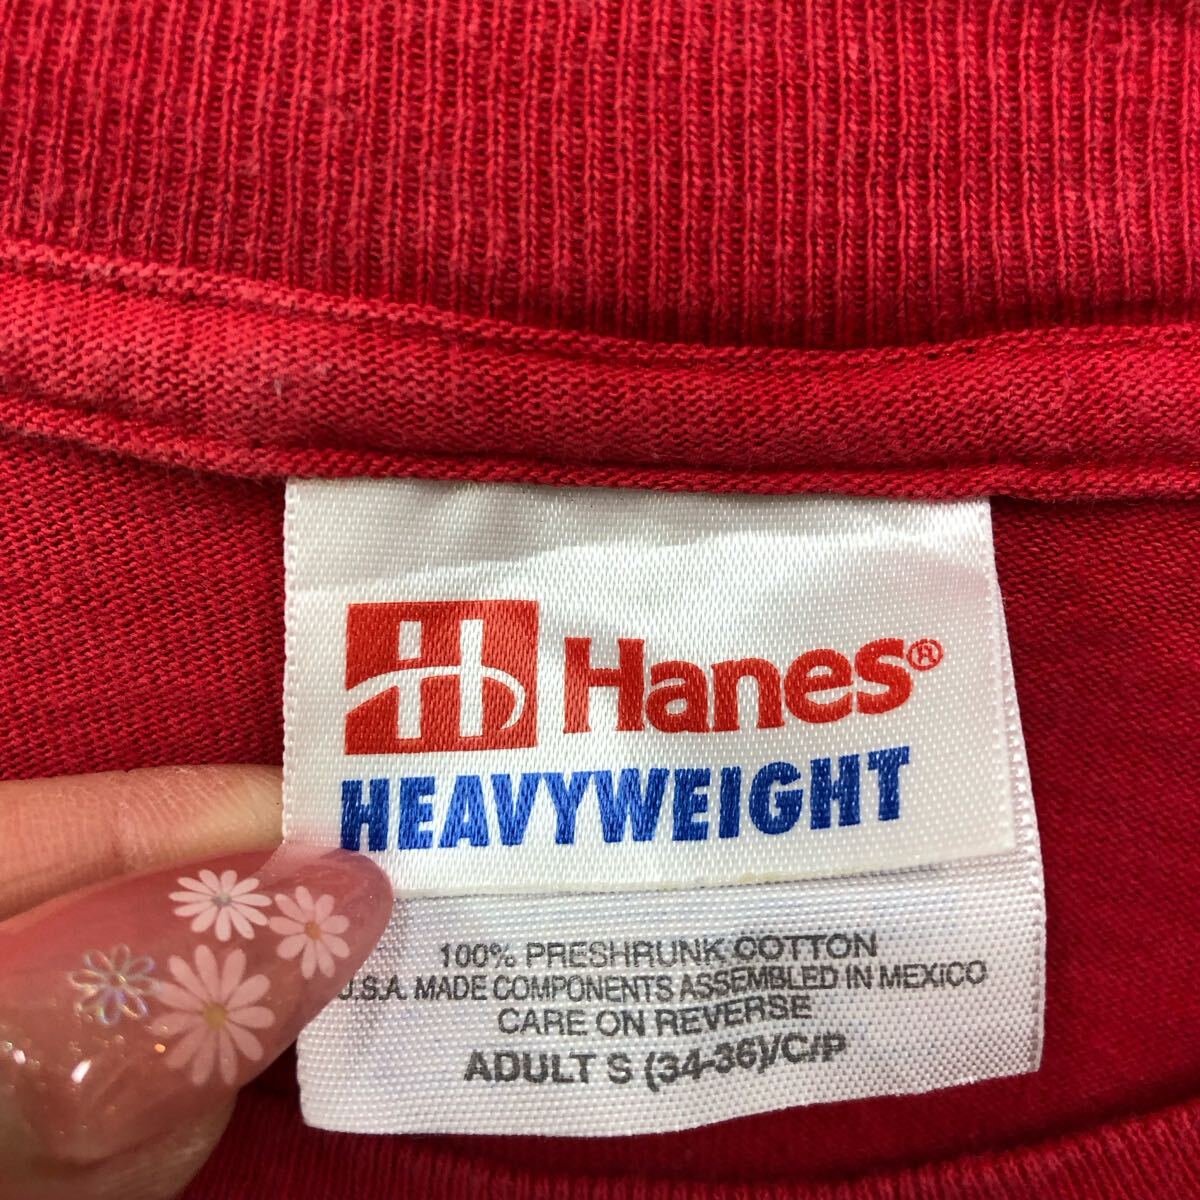 Hanes®
HEAVYWEIGHT
100% PRESHRUNK COTTON
U.S.A. MADE COMPONENTS ASSEMBLED IN MEXICO
CARE ON REVERSE
ADULT S (34-36)/C/P